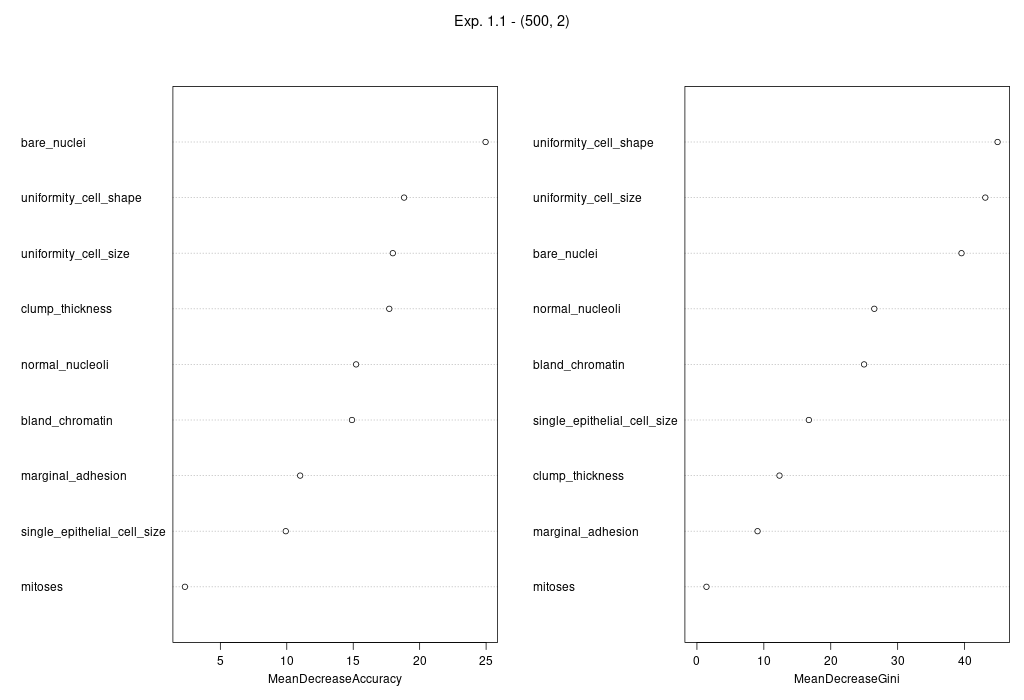 Exp. 1.1 - (500, 2)
bare_nuclei
uniformity_cell_shape
uniformity_cell_size
clump_thickness
normal_nucleoli
bland_chromatin
marginal_adhesion
single_epithelial_cell_size
mitoses
5 10 15 20 25
MeanDecreaseAccuracy
uniformity_cell_shape
uniformity_cell_size
bare_nuclei
normal_nucleoli
bland_chromatin
single_epithelial_cell_size
clump_thickness
marginal_adhesion
mitoses
0 10 20 30 40
MeanDecreaseGini